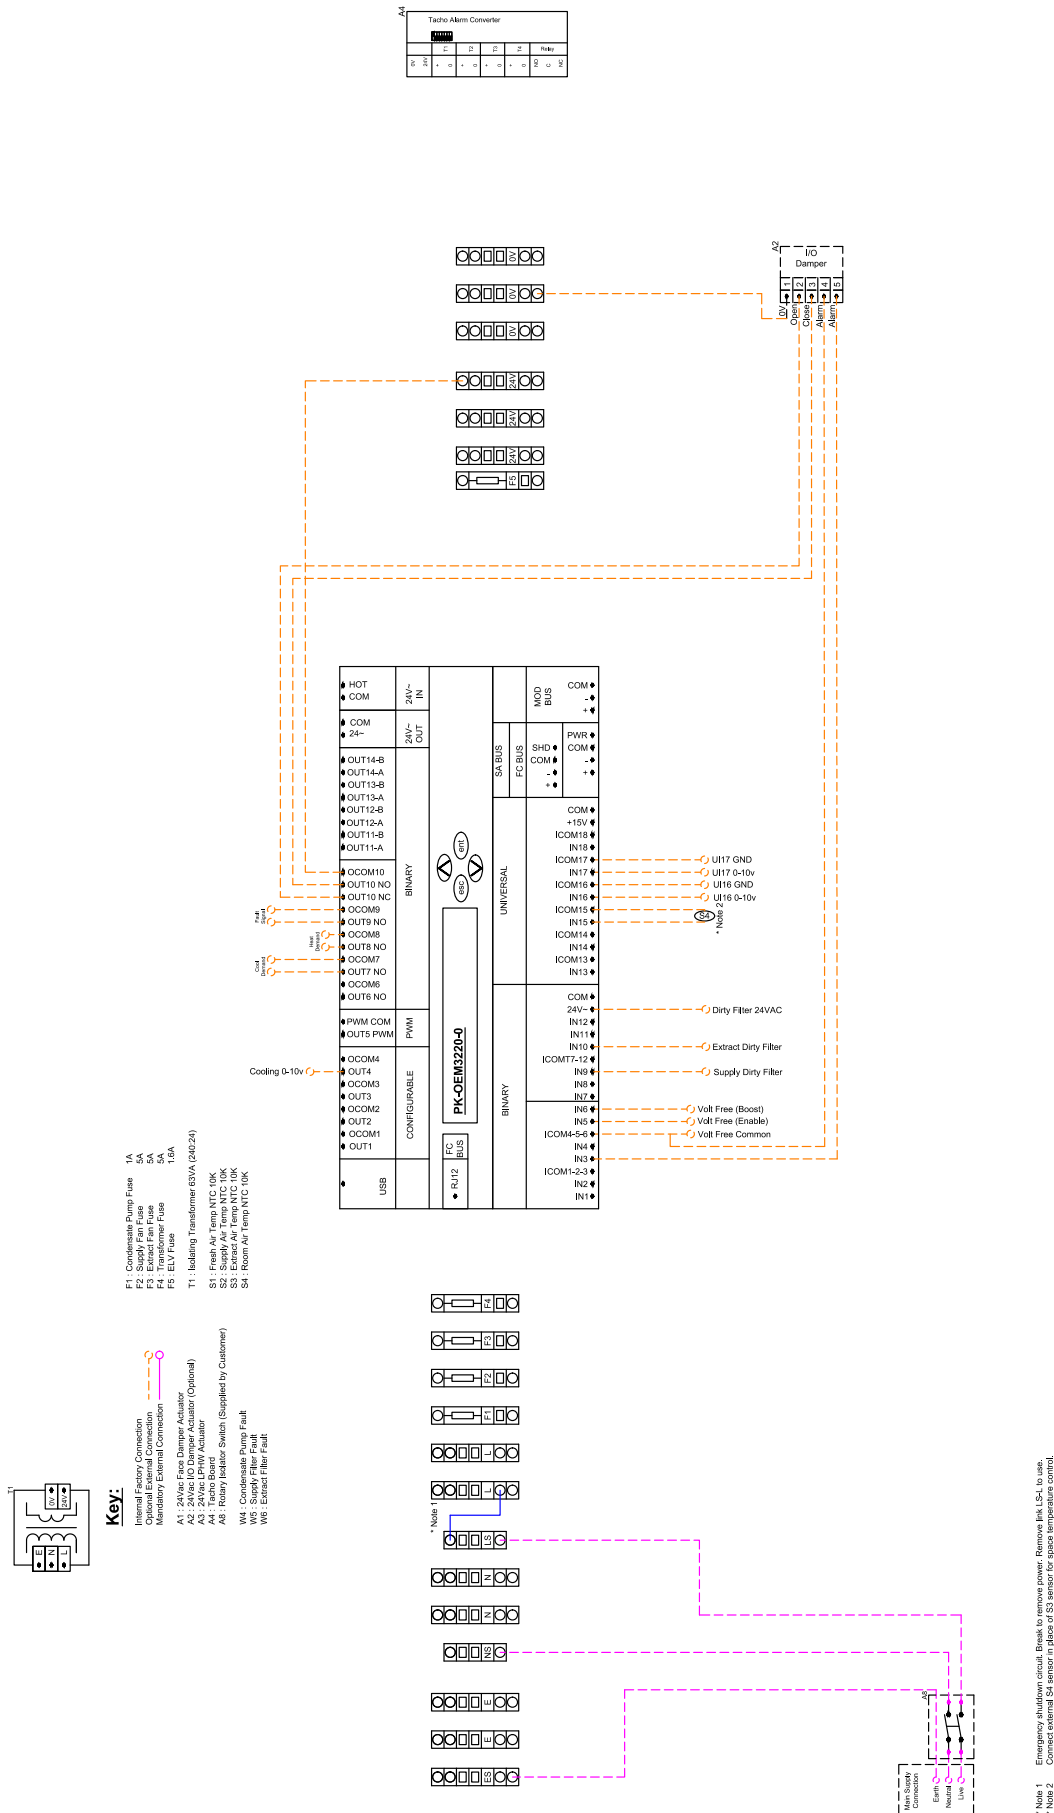 A4
Tacho Alarm Converter
T1 T2 T3 T4 Relay
0V 24V + 0 + 0 + 0 + 0 NO C NC
0V
0V
0V
24V
24V
24V
F5
A2
I/O
Damper
1 2 3 4 5
0V
Open
Close
Alarm
Alarm
HOT
COM
24V~
IN
COM
24~
24V~
OUT
OUT14-B
OUT14-A
OUT13-B
OUT13-A
OUT12-B
OUT12-A
OUT11-B
OUT11-A
OCOM10
OUT10 NO
OUT10 NC
OCOM9
OUT9 NO
OCOM8
OUT8 NO
OCOM7
OUT7 NO
OCOM6
OUT6 NO
BINARY
Fault
Signal
Heat
Demand
Cool
Demand
PWM COM
OUT5 PWM
PWM
OCOM4
OUT4
OCOM3
OUT3
OCOM2
OUT2
OCOM1
OUT1
CONFIGURABLE
Cooling 0-10v
USB
ent
esc
PK-OEM3220-0
FC
BUS
RJ12
MOD
BUS
COM
-
+
SA BUS
FC BUS
SHD
COM
-
+
PWR
COM
-
+
UNIVERSAL
COM
+15V
ICOM18
IN18
ICOM17
IN17
ICOM16
IN16
ICOM15
IN15
ICOM14
IN14
ICOM13
IN13
UI17 GND
UI17 0-10v
UI16 GND
UI16 0-10v
S4
* Note 2
BINARY
COM
24V~
IN12
IN11
IN10
ICOMT7-12
IN9
IN8
IN7
IN6
IN5
ICOM4-5-6
IN4
IN3
ICOM1-2-3
IN2
IN1
Dirty Filter 24VAC
Extract Dirty Filter
Supply Dirty Filter
Volt Free (Boost)
Volt Free (Enable)
Volt Free Common
F1 : Condensate Pump Fuse 1A
F2 : Supply Fan Fuse 5A
F3 : Extract Fan Fuse 5A
F4 : Transformer Fuse 5A
F5 : ELV Fuse 1.6A
T1 : Isolating Transformer 63VA (240:24)
S1 : Fresh Air Temp NTC 10K
S2 : Supply Air Temp NTC 10K
S3 : Extract Air Temp NTC 10K
S4 : Room Air Temp NTC 10K
Key:
Internal Factory Connection
Optional External Connection
Mandatory External Connection
A1 : 24Vac Face Damper Actuator
A2 : 24Vac I/O Damper Actuator (Optional)
A3 : 24Vac LPHW Actuator
A4 : Tacho Board
A8 : Rotary Isolator Switch (Supplied by Customer)
W4 : Condensate Pump Fault
W5 : Supply Filter Fault
W6 : Extract Filter Fault
T1
0V
24V
E
N
L
F4
F3
F2
F1
L
L
* Note 1
LS
N
N
NS
E
E
ES
A8
Main Supply
Connection
Earth
Neutral
Live
* Note 1 Emergency shutdown circuit. Break to remove power. Remove link LS-L to use.
* Note 2 Connect external S4 sensor in place of S3 sensor for space temperature control.